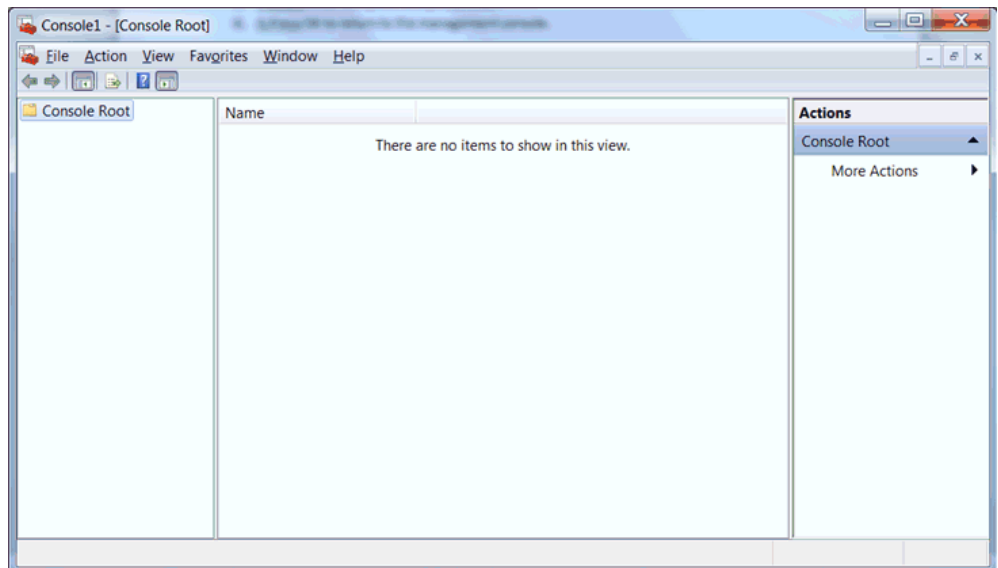 Console1 - [Console Root]
File Action View Favorites Window Help
Console Root
Name
There are no items to show in this view.
Actions
Console Root
More Actions